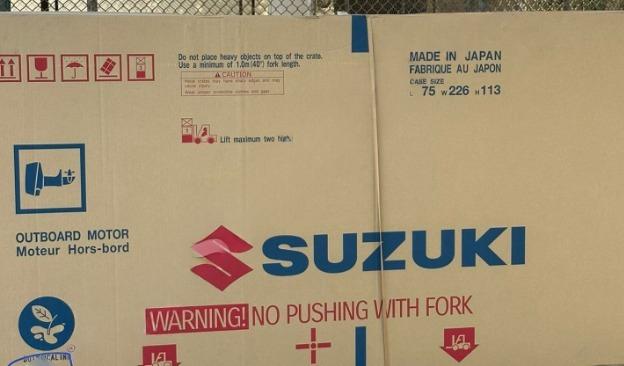 Do not place heavy objects on top of the crate.
Use a minimum of 1.0m (40") fork length.
CAUTION
MADE IN JAPAN
FABRIQUE AU JAPON
CASE SIZE
L 75 W 226 H 113
Lift maximum two high.
OUTBOARD MOTOR
Moteur Hors-bord
SUZUKI
WARNING! NO PUSHING WITH FORK